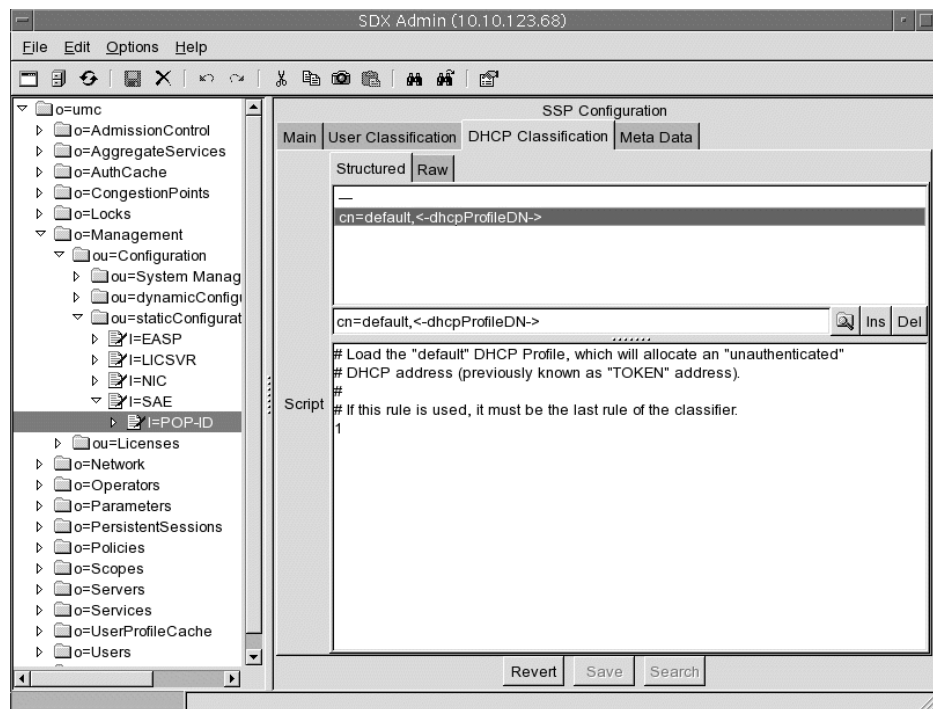 SDX Admin (10.10.123.68)
File Edit Options Help
o=umc
o=AdmissionControl
o=AggregateServices
o=AuthCache
o=CongestionPoints
o=Locks
o=Management
ou=Configuration
ou=System Manag
ou=dynamicConfigu
ou=staticConfigurat
l=EASP
l=LICSVR
l=NIC
l=SAE
l=POP-ID
ou=Licenses
o=Network
o=Operators
o=Parameters
o=PersistentSessions
o=Policies
o=Scopes
o=Servers
o=Services
o=UserProfileCache
o=Users
SSP Configuration
Main User Classification DHCP Classification Meta Data
Structured Raw
—
cn=default,<-dhcpProfileDN->
cn=default,<-dhcpProfileDN-> Ins Del
Script
# Load the "default" DHCP Profile, which will allocate an "unauthenticated"
# DHCP address (previously known as "TOKEN" address).
#
# If this rule is used, it must be the last rule of the classifier.
1
Revert Save Search